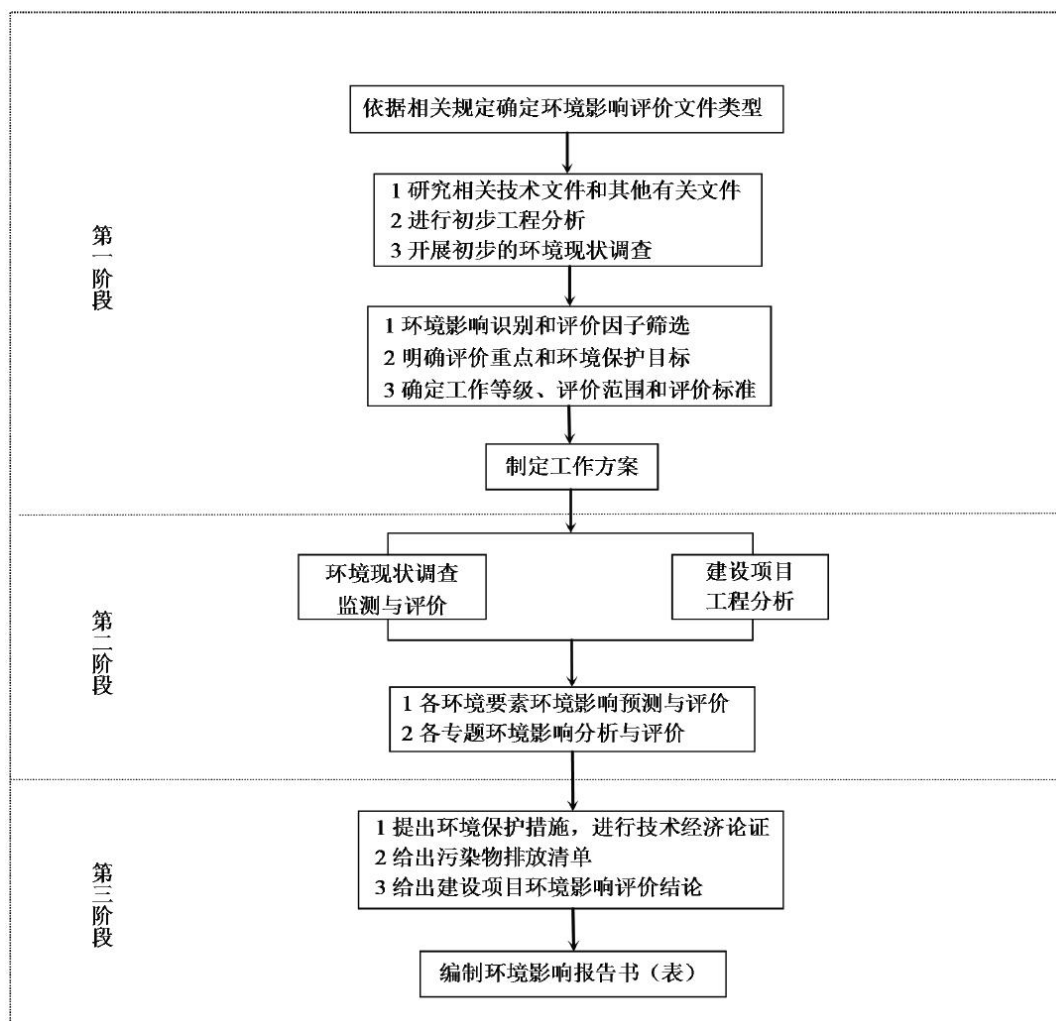 依据相关规定确定环境影响评价文件类型
1 研究相关技术文件和其他有关文件
2 进行初步工程分析
3 开展初步的环境现状调查
第一阶段
1 环境影响识别和评价因子筛选
2 明确评价重点和环境保护目标
3 确定工作等级、评价范围和评价标准
制定工作方案
环境现状调查
监测与评价
建设项目
工程分析
第二阶段
1 各环境要素环境影响预测与评价
2 各专题环境影响分析与评价
1 提出环境保护措施，进行技术经济论证
2 给出污染物排放清单
3 给出建设项目环境影响评价结论
第三阶段
编制环境影响报告书（表）